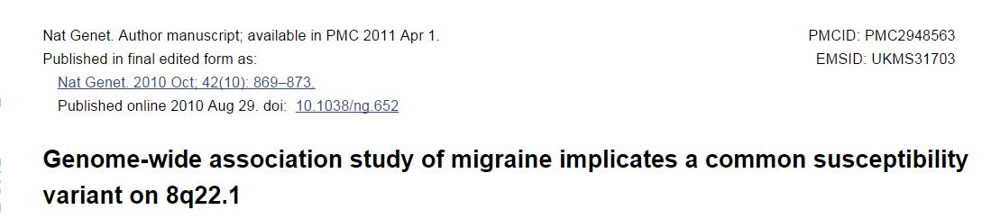 Nat Genet. Author manuscript; available in PMC 2011 Apr 1.
PMCID: PMC2948563
Published in final edited form as:
EMSID: UKMS31703
Nat Genet. 2010 Oct; 42(10): 869–873.
Published online 2010 Aug 29. doi: 10.1038/ng.652
Genome-wide association study of migraine implicates a common susceptibility
variant on 8q22.1